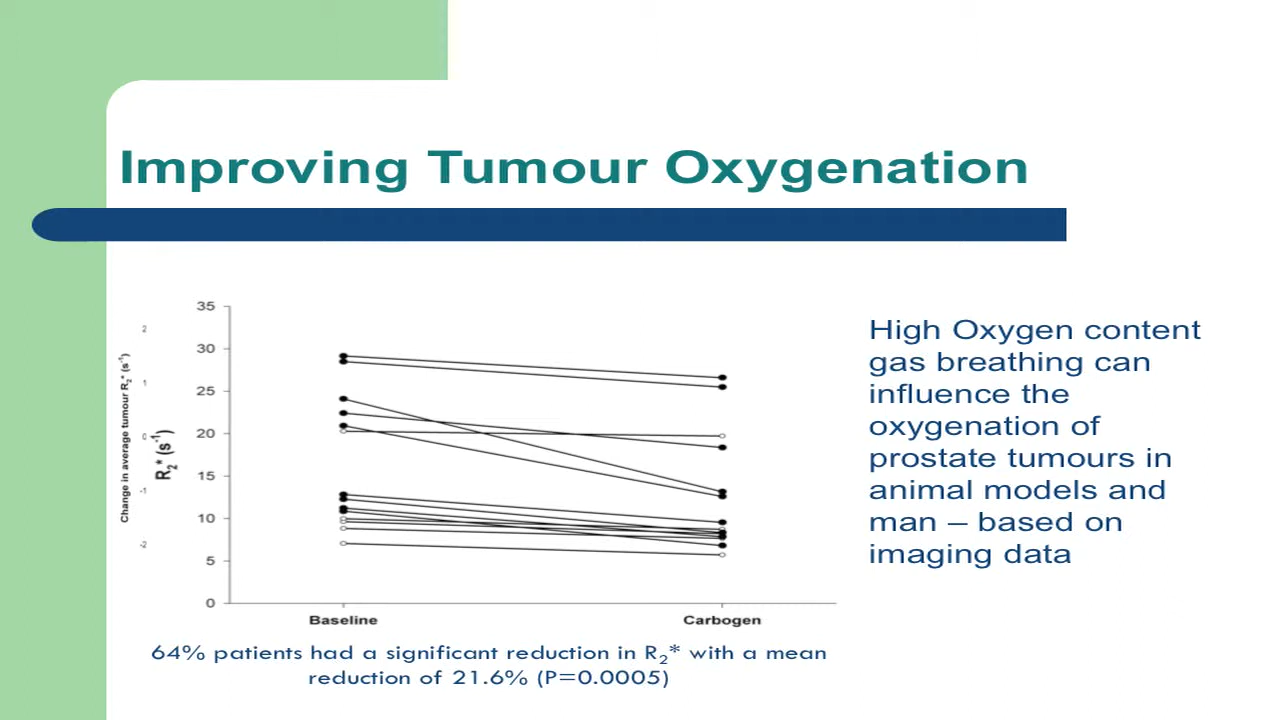 Improving Tumour Oxygenation
35
30
25
20
15
10
5
0
2
1
0
-1
-2
Change in average tumour R2* (s-1)
R2* (s-1)
Baseline
Carbogen
64% patients had a significant reduction in R2* with a mean
reduction of 21.6% (P=0.0005)
High Oxygen content
gas breathing can
influence the
oxygenation of
prostate tumours in
animal models and
man – based on
imaging data